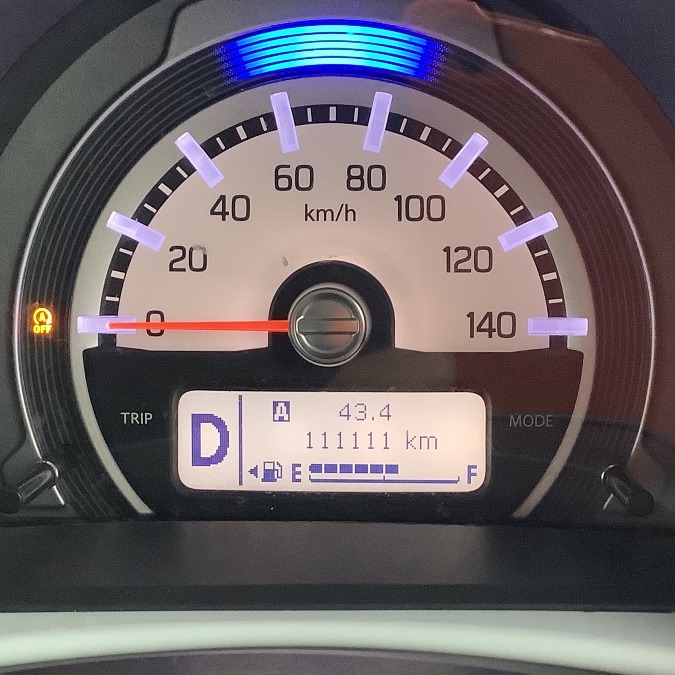 60 80
40 km/h 100
20 120
0 140
A
OFF
TRIP MODE
D
A 43.4
111111 km
E F